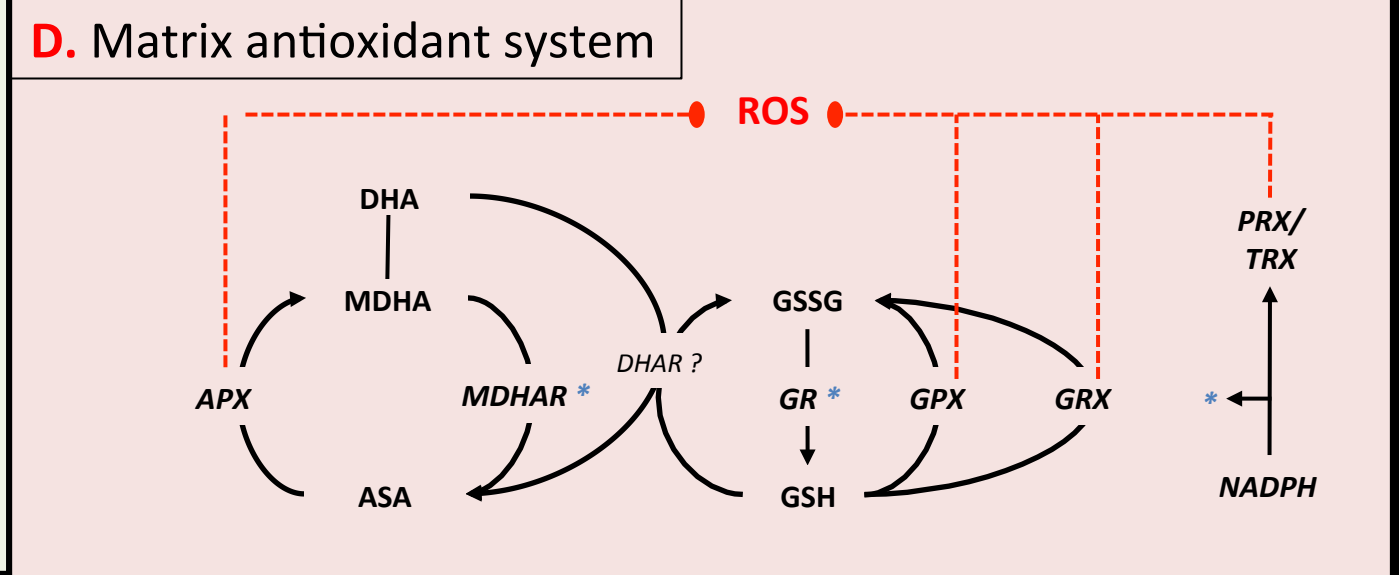 D. Matrix antioxidant system
ROS
DHA
PRX/
TRX
MDHA
GSSG
DHAR ?
APX
MDHAR *
GR *
GPX
GRX
*
ASA
GSH
NADPH